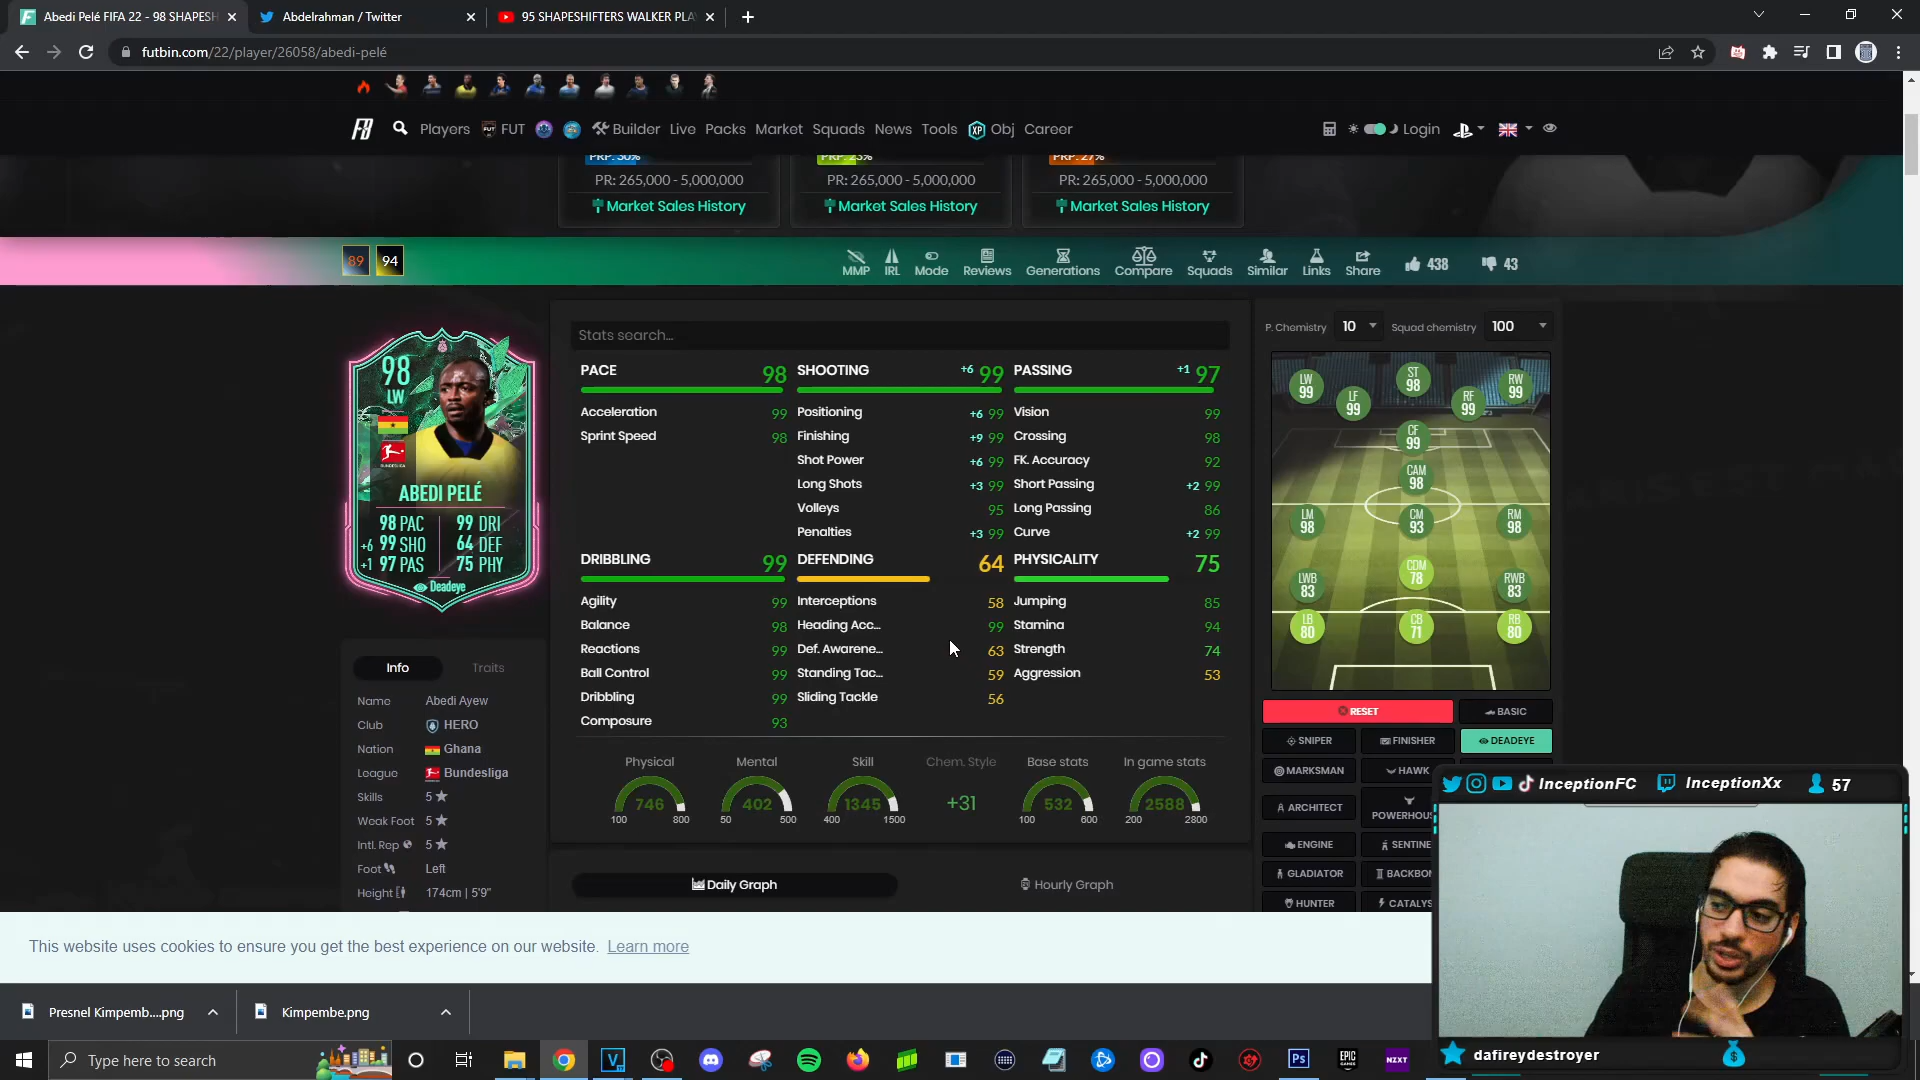 Abedi Pelé FIFA 22 - 98 SHAPESH
Abdelrahman / Twitter
95 SHAPESHIFTERS WALKER PLA
futbin.com/22/player/26058/abedi-pelé
Players
FUT
Builder
Live
Packs
Market
Squads
News
Tools
XP
Obj
Career
Login
PRP: 30%
PR: 265,000 - 5,000,000
Market Sales History
PRP: 23%
PR: 265,000 - 5,000,000
Market Sales History
PRP: 27%
PR: 265,000 - 5,000,000
Market Sales History
89
94
MMP
IRL
Mode
Reviews
Generations
Compare
Squads
Similar
Links
Share
438
43
98
LW
ABEDI PELÉ
98 PAC 99 DRI
+6 99 SHO 64 DEF
+1 97 PAS 75 PHY
Deadeye
Stats search...
PACE 98
Acceleration 99
Sprint Speed 98
SHOOTING +6 99
Positioning +6 99
Finishing +9 99
Shot Power +6 99
Long Shots +3 99
Volleys 95
Penalties +3 99
PASSING +1 97
Vision 99
Crossing 98
FK. Accuracy 92
Short Passing +2 99
Long Passing 86
Curve +2 99
DRIBBLING 99
Agility 99
Balance 98
Reactions 99
Ball Control 99
Dribbling 99
Composure 93
DEFENDING 64
Interceptions 58
Heading Acc... 99
Def. Awarene... 63
Standing Tac... 59
Sliding Tackle 56
PHYSICALITY 75
Jumping 85
Stamina 94
Strength 74
Aggression 53
Physical
746
100 800
Mental
402
50 500
Skill
1345
400 1500
Chem. Style
+31
Base stats
532
100 600
In game stats
2588
200 2800
Daily Graph
Hourly Graph
P. Chemistry 10
Squad chemistry 100
LW 99
LF 99
ST 98
RF 99
RW 99
CF 99
CAM 98
LM 98
CM 93
RM 98
CDM 78
LWB 83
RWB 83
LB 80
CB 71
RB 80
RESET
BASIC
SNIPER
FINISHER
DEADEYE
MARKSMAN
HAWK
ARCHITECT
POWERHOUS
ENGINE
SENTINE
GLADIATOR
BACKBON
HUNTER
CATALYS
Info
Traits
Name Abedi Ayew
Club HERO
Nation Ghana
League Bundesliga
Skills 5
Weak Foot 5
Intl. Rep 5
Foot Left
Height 174cm | 5'9"
This website uses cookies to ensure you get the best experience on our website. Learn more
InceptionFC
InceptionXx
57
dafireydestroyer
Presnel Kimpemb....png
Kimpembe.png
Type here to search
V
Ps
EPIC GAMES
NZXT